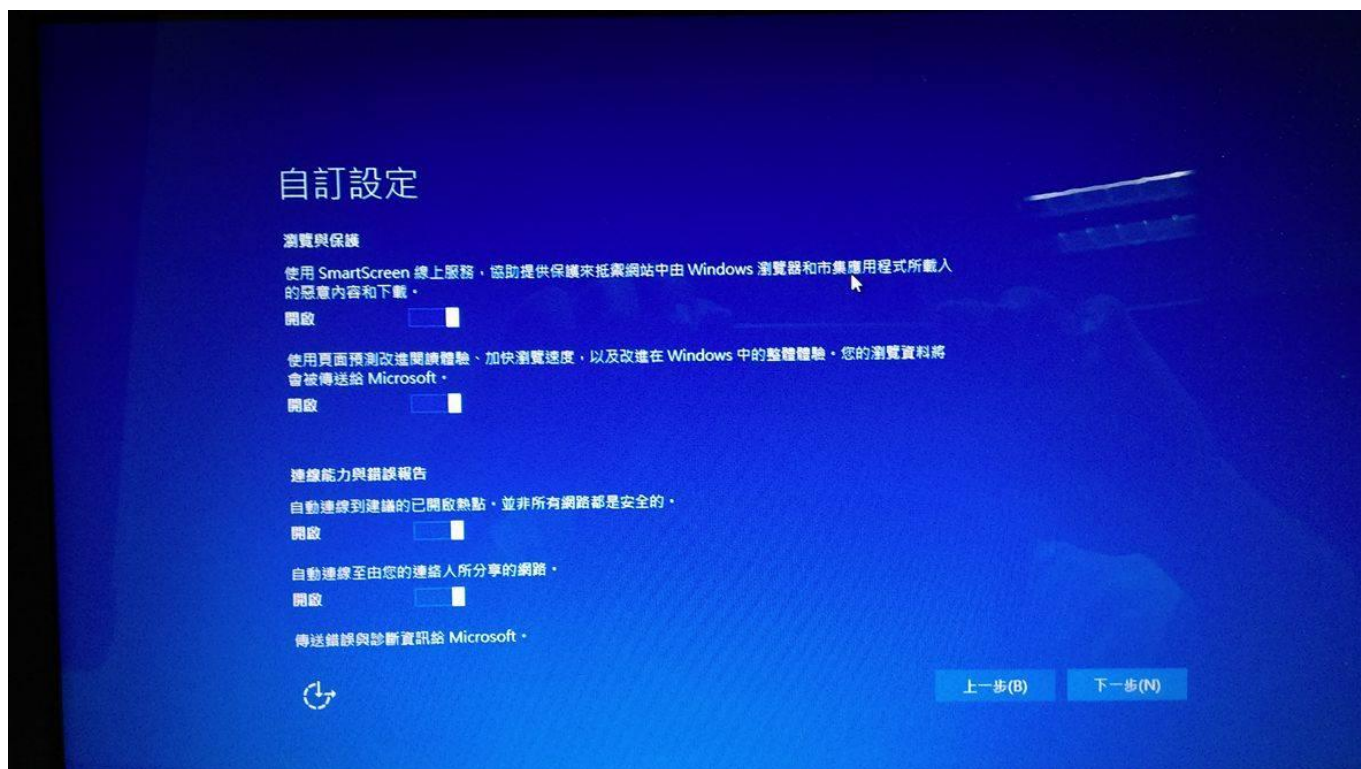 自訂設定
瀏覽與保護
使用 SmartScreen 線上服務，協助提供保護來抵禦網站中由 Windows 瀏覽器和市集應用程式所載入
的惡意內容和下載。
開啟
使用頁面預測改進閱讀體驗、加快瀏覽速度，以及改進在 Windows 中的整體體驗。您的瀏覽資料將
會被傳送給 Microsoft。
開啟
連線能力與錯誤報告
自動連線到建議的已開啟熱點。並非所有網路都是安全的。
開啟
自動連線至由您的連絡人所分享的網路。
開啟
傳送錯誤與診斷資訊給 Microsoft。
上一步(B)
下一步(N)